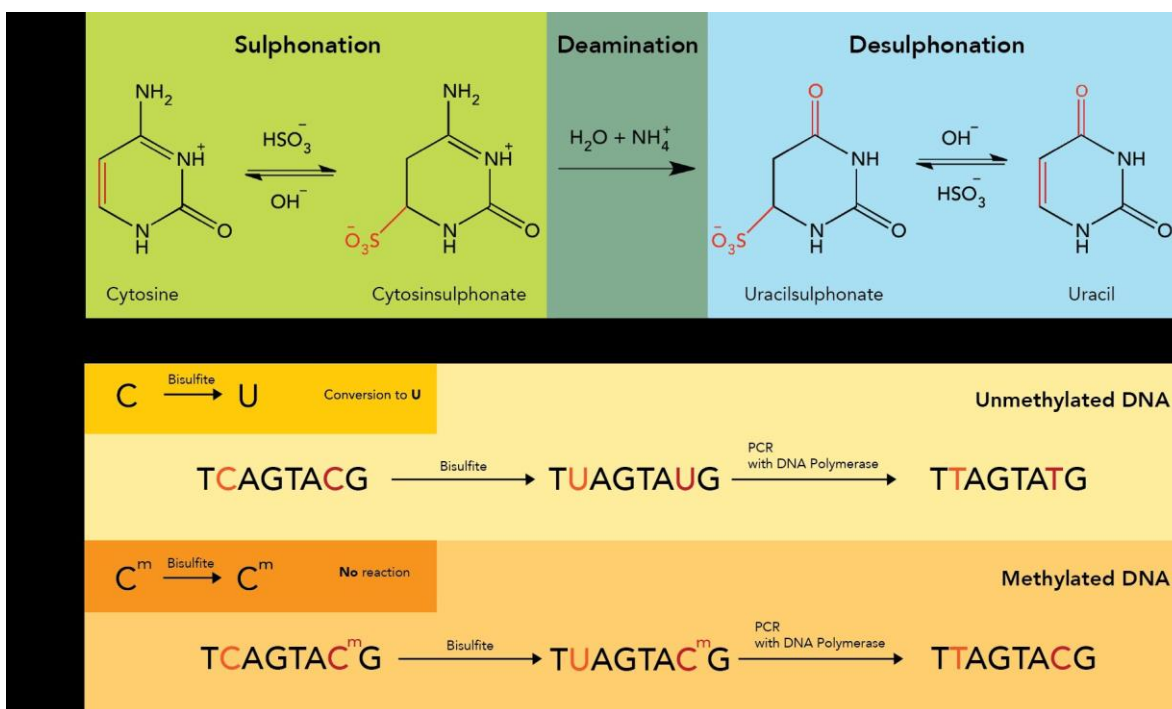 Sulphonation
Deamination
Desulphonation
NH₂
NH⁺
N
H
O
Cytosine
HSO₃⁻
OH⁻
NH₂
NH⁺
N
H
O
⁻O₃S
Cytosinsulphonate
H₂O + NH₄⁺
O
NH
N
H
O
⁻O₃S
Uracilsulphonate
OH⁻
HSO₃⁻
O
NH
N
H
O
Uracil
C Bisulfite U Conversion to U
Unmethylated DNA
TCAGTACG Bisulfite TUAGTAUG PCR
with DNA Polymerase TTAGTATG
Cᵐ Bisulfite Cᵐ No reaction
Methylated DNA
TCAGTACᵐG Bisulfite TUAGTACᵐG PCR
with DNA Polymerase TTAGTACG